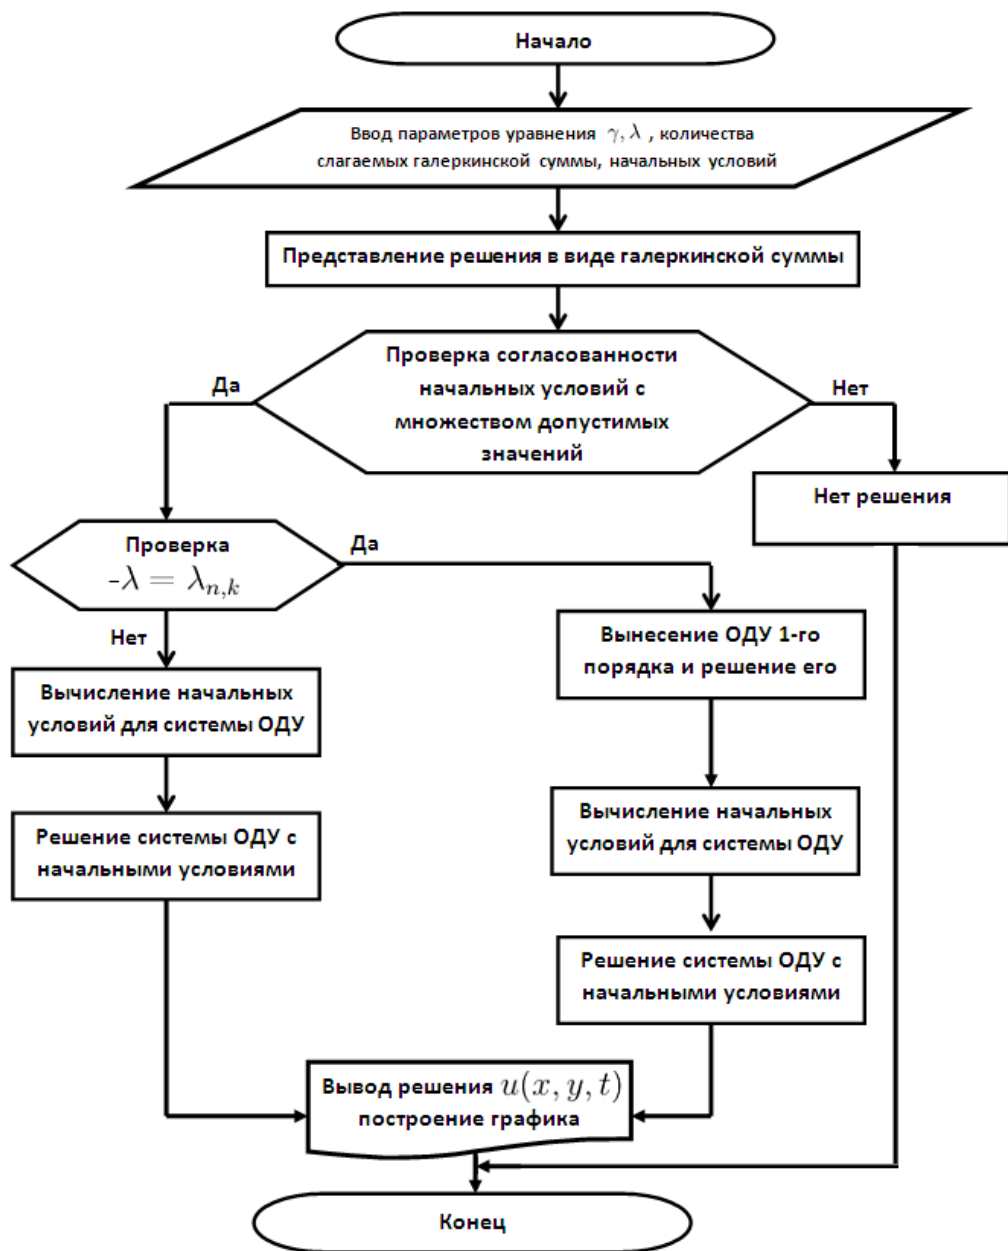 Начало
Ввод параметров уравнения γ, λ , количества
слагаемых галеркинской суммы, начальных условий
Представление решения в виде галеркинской суммы
Проверка согласованности
начальных условий с
множеством допустимых
значений
Да
Нет
Нет решения
Проверка
-λ = λₙ,ₖ
Да
Нет
Вынесение ОДУ 1-го
порядка и решение его
Вычисление начальных
условий для системы ОДУ
Вычисление начальных
условий для системы ОДУ
Решение системы ОДУ с
начальными условиями
Решение системы ОДУ с
начальными условиями
Вывод решения u(x, y, t)
построение графика
Конец